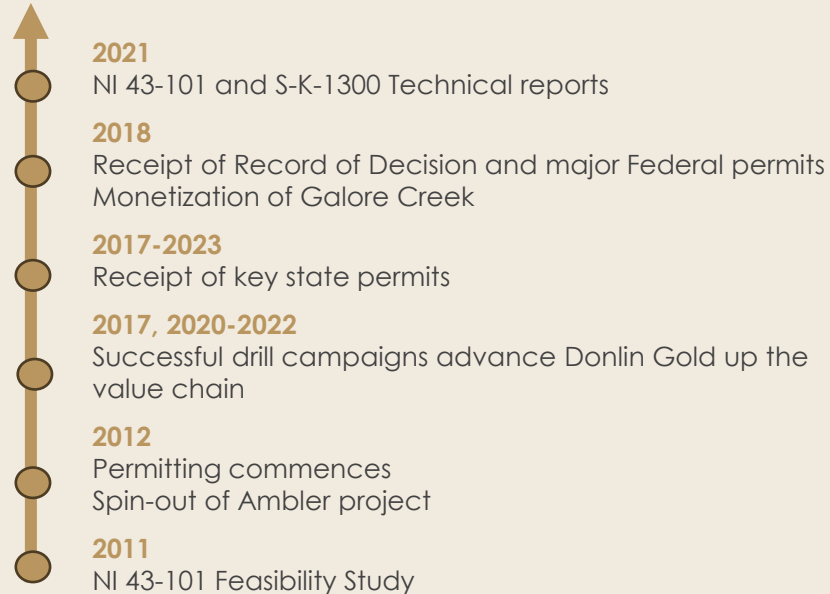 2021
NI 43-101 and S-K-1300 Technical reports
2018
Receipt of Record of Decision and major Federal permits
Monetization of Galore Creek
2017-2023
Receipt of key state permits
2017, 2020-2022
Successful drill campaigns advance Donlin Gold up the
value chain
2012
Permitting commences
Spin-out of Ambler project
2011
NI 43-101 Feasibility Study